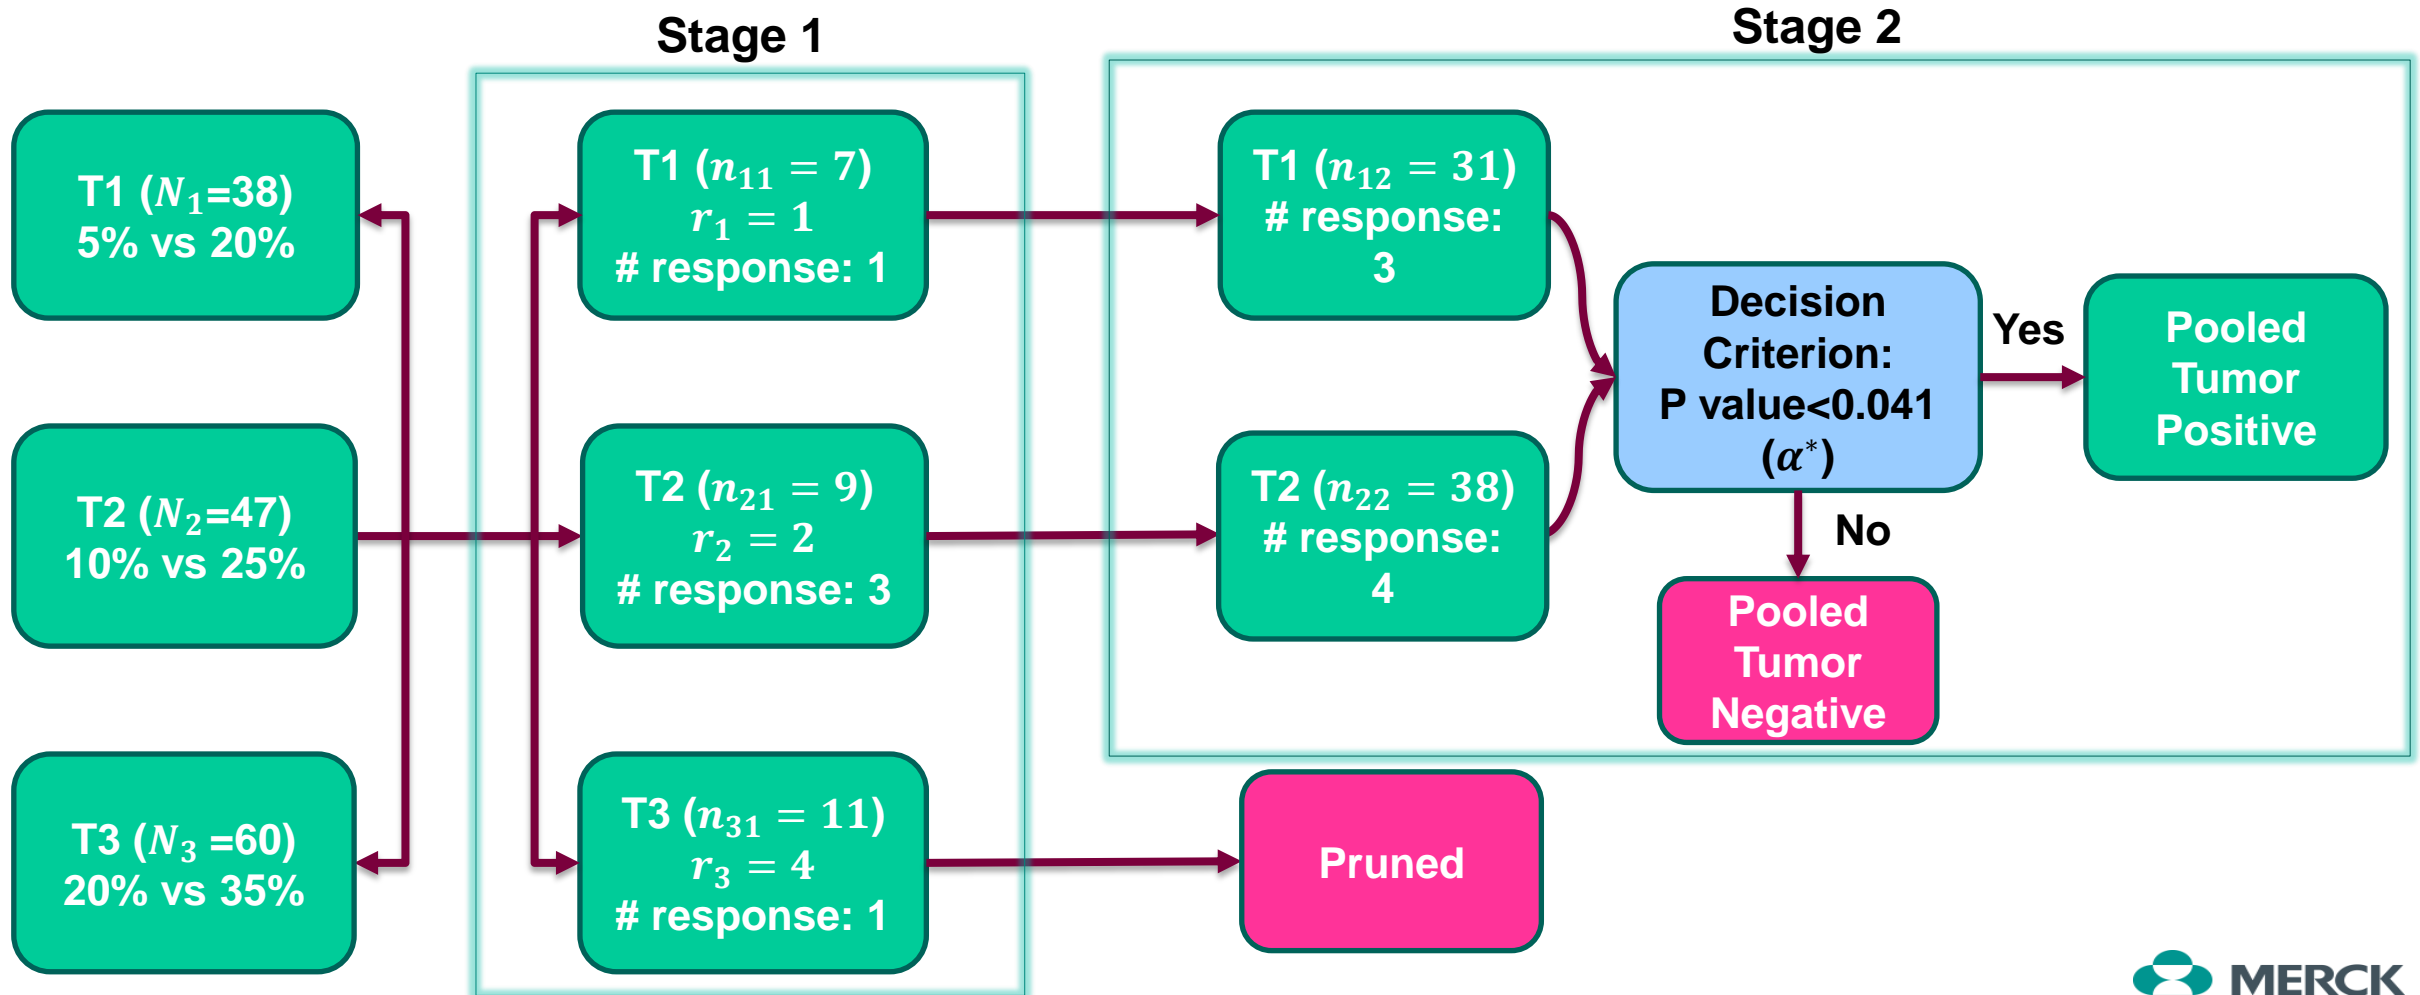 Stage 1
Stage 2
T1 (N₁=38)
5% vs 20%
T2 (N₂=47)
10% vs 25%
T3 (N₃ =60)
20% vs 35%
T1 (n₁₁ = 7)
r₁ = 1
# response: 1
T2 (n₂₁ = 9)
r₂ = 2
# response: 3
T3 (n₃₁ = 11)
r₃ = 4
# response: 1
T1 (n₁₂ = 31)
# response:
3
T2 (n₂₂ = 38)
# response:
4
Pruned
Decision
Criterion:
P value<0.041
(α*)
Yes
No
Pooled
Tumor
Positive
Pooled
Tumor
Negative
MERCK